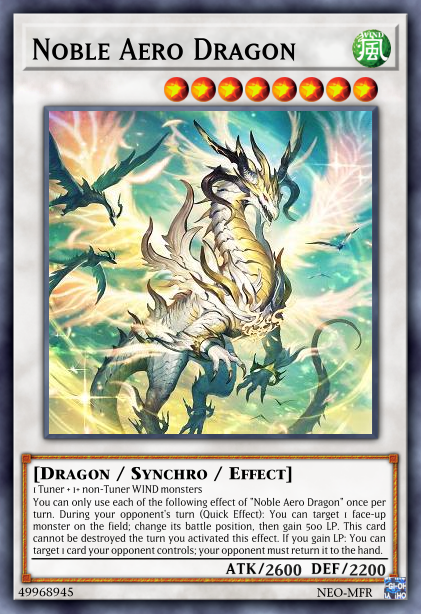 Noble Aero Dragon
WIND
風
[Dragon / Synchro / Effect]
1 Tuner + 1+ non-Tuner WIND monsters
You can only use each of the following effect of "Noble Aero Dragon" once per
turn. During your opponent's turn (Quick Effect): You can target 1 face-up
monster on the field; change its battle position, then gain 500 LP. This card
cannot be destroyed the turn you activated this effect. If you gain LP: You can
target 1 card your opponent controls; your opponent must return it to the hand.
ATK/2600 DEF/2200
49968945
NEO-MFR